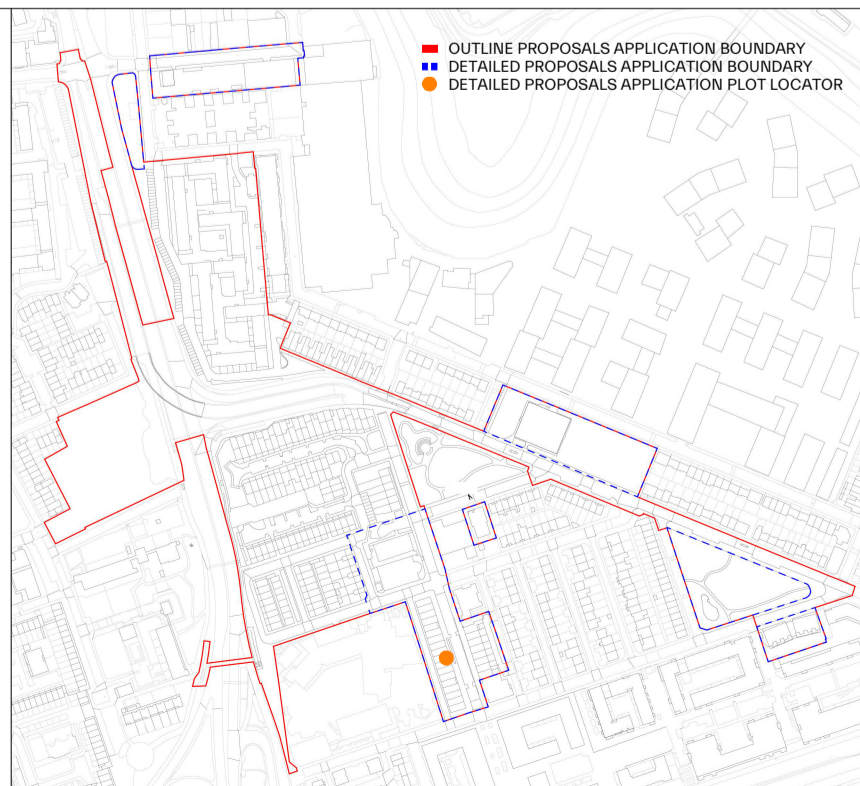 OUTLINE PROPOSALS APPLICATION BOUNDARY
DETAILED PROPOSALS APPLICATION BOUNDARY
DETAILED PROPOSALS APPLICATION PLOT LOCATOR